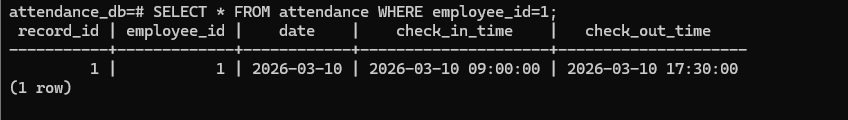 attendance_db=# SELECT * FROM attendance WHERE employee_id=1;
 record_id | employee_id |    date    |    check_in_time    |   check_out_time
-----------+-------------+------------+---------------------+---------------------
         1 |           1 | 2026-03-10 | 2026-03-10 09:00:00 | 2026-03-10 17:30:00
(1 row)